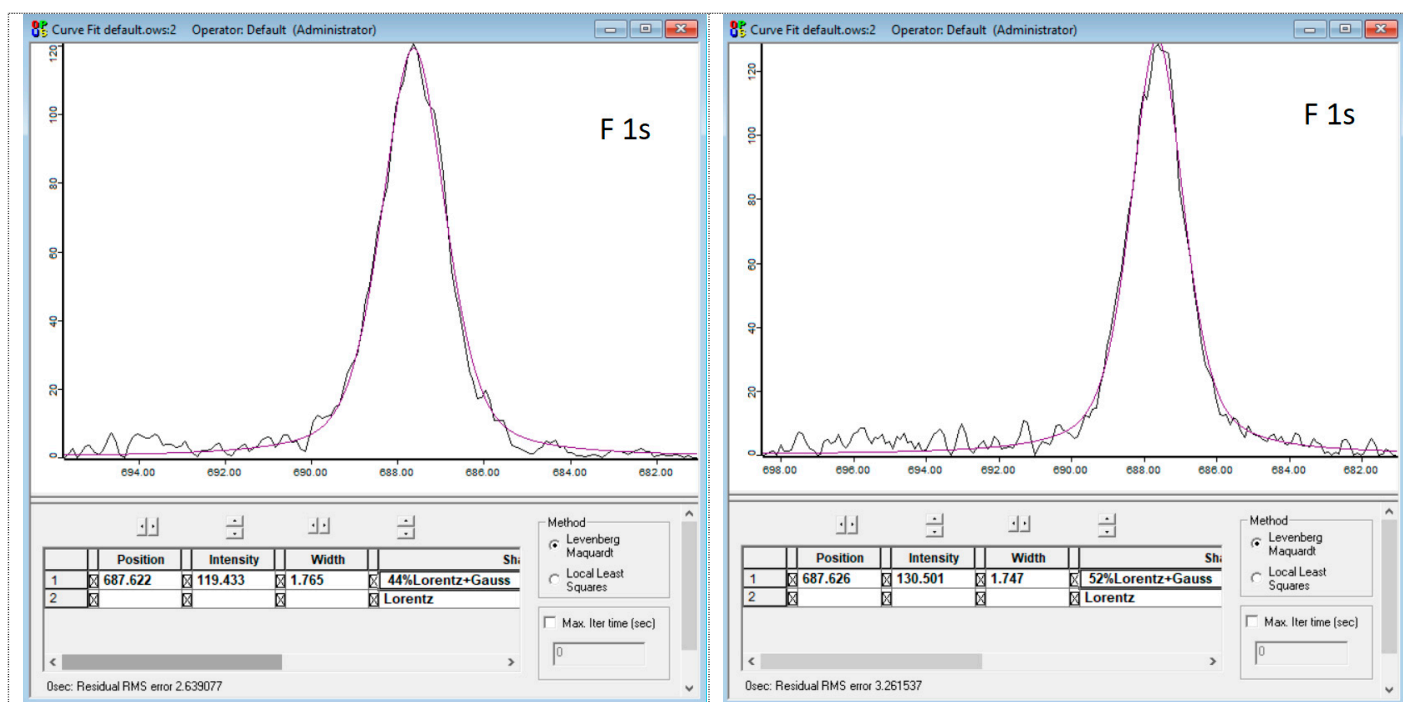 Curve Fit default.ows:2 Operator: Default (Administrator)
120
100
80
60
40
20
0
F 1s
694.00 692.00 690.00 688.00 686.00 684.00 682.00
Position Intensity Width Sha
1 687.622 119.433 1.765 44%Lorentz+Gauss
2 Lorentz
Method
Levenberg
Maquardt
Local Least
Squares
Max. Iter time (sec)
0
0sec: Residual RMS error 2.639077
Curve Fit default.ows:2 Operator: Default (Administrator)
120
100
80
60
40
20
0
F 1s
698.00 696.00 694.00 692.00 690.00 688.00 686.00 684.00 682.00
Position Intensity Width Sha
1 687.626 130.501 1.747 52%Lorentz+Gauss
2 Lorentz
Method
Levenberg
Maquardt
Local Least
Squares
Max. Iter time (sec)
0
0sec: Residual RMS error 3.261537